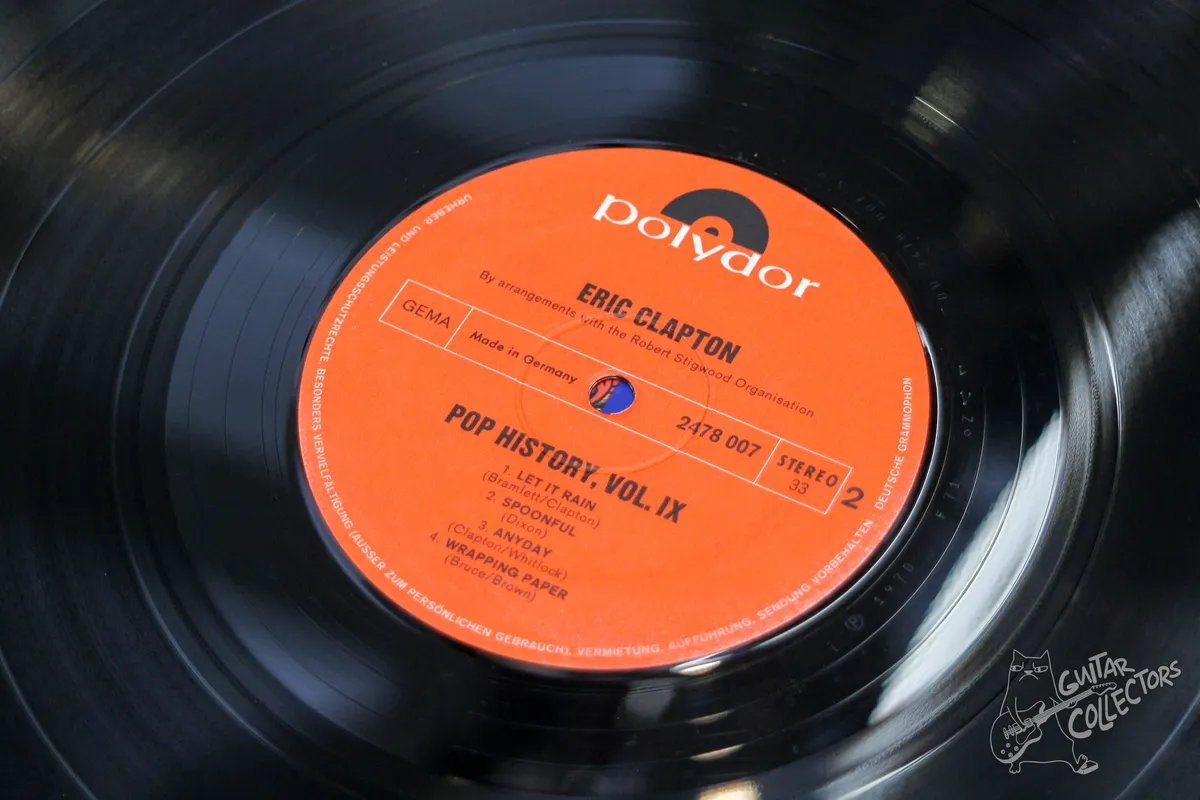 polydor
ERIC CLAPTON
By arrangements with the Robert Stigwood Organisation
GEMA
Made in Germany
2478 007
STEREO
33
2
POP HISTORY, VOL. IX
1. LET IT RAIN
(Bramlett/Clapton)
2. SPOONFUL
(Dixon)
3. ANYDAY
(Clapton/Whitlock)
4. WRAPPING PAPER
(Bruce/Brown)
URHEBER- UND LEISTUNGSSCHUTZRECHTE, BESONDERS VERVIELFÄLTIGUNG (AUSSER ZUM PERSÖNLICHEN GEBRAUCH), VERMIETUNG, AUFFÜHRUNG, SENDUNG VORBEHALTEN · DEUTSCHE GRAMMOPHON
℗ 1970 F 71
GUITAR
COLLECTORS